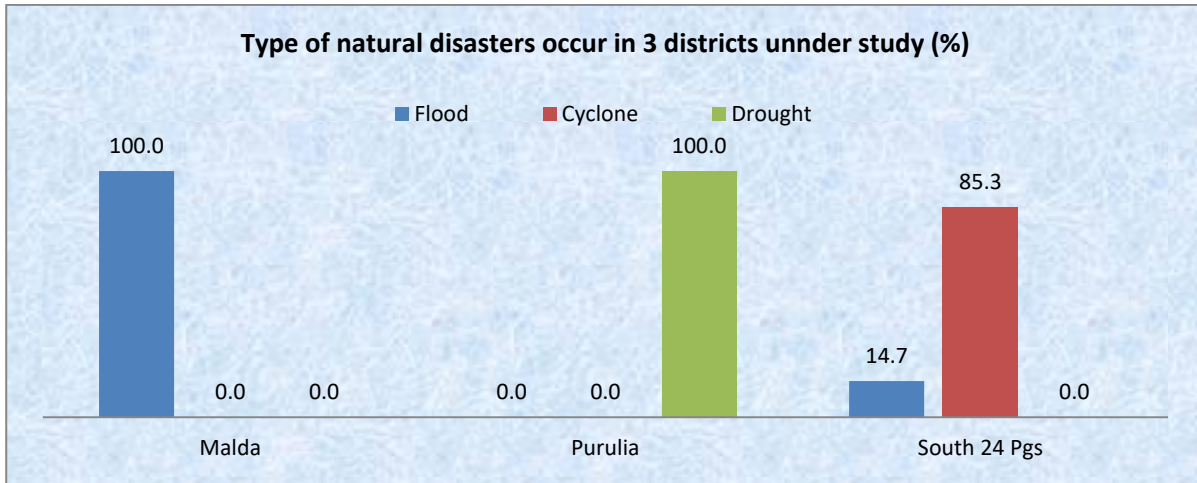 Type of natural disasters occur in 3 districts unnder study (%)
Flood Cyclone Drought
100.0 100.0
85.3
14.7
0.0 0.0 0.0 0.0 0.0
Malda Purulia South 24 Pgs